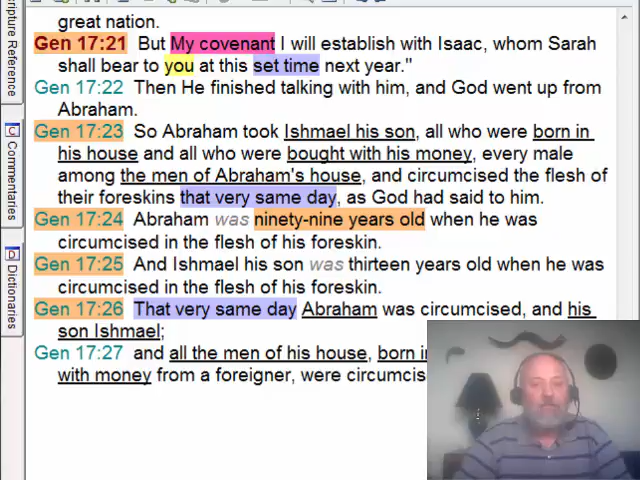 great nation.
Gen 17:21 But My covenant I will establish with Isaac, whom Sarah
shall bear to you at this set time next year."
Gen 17:22 Then He finished talking with him, and God went up from
Abraham.
Gen 17:23 So Abraham took Ishmael his son, all who were born in
his house and all who were bought with his money, every male
among the men of Abraham's house, and circumcised the flesh of
their foreskins that very same day, as God had said to him.
Gen 17:24 Abraham was ninety-nine years old when he was
circumcised in the flesh of his foreskin.
Gen 17:25 And Ishmael his son was thirteen years old when he was
circumcised in the flesh of his foreskin.
Gen 17:26 That very same day Abraham was circumcised, and his
son Ishmael;
Gen 17:27 and all the men of his house, born i
with money from a foreigner, were circumcis
Scripture Reference
Commentaries
Dictionaries